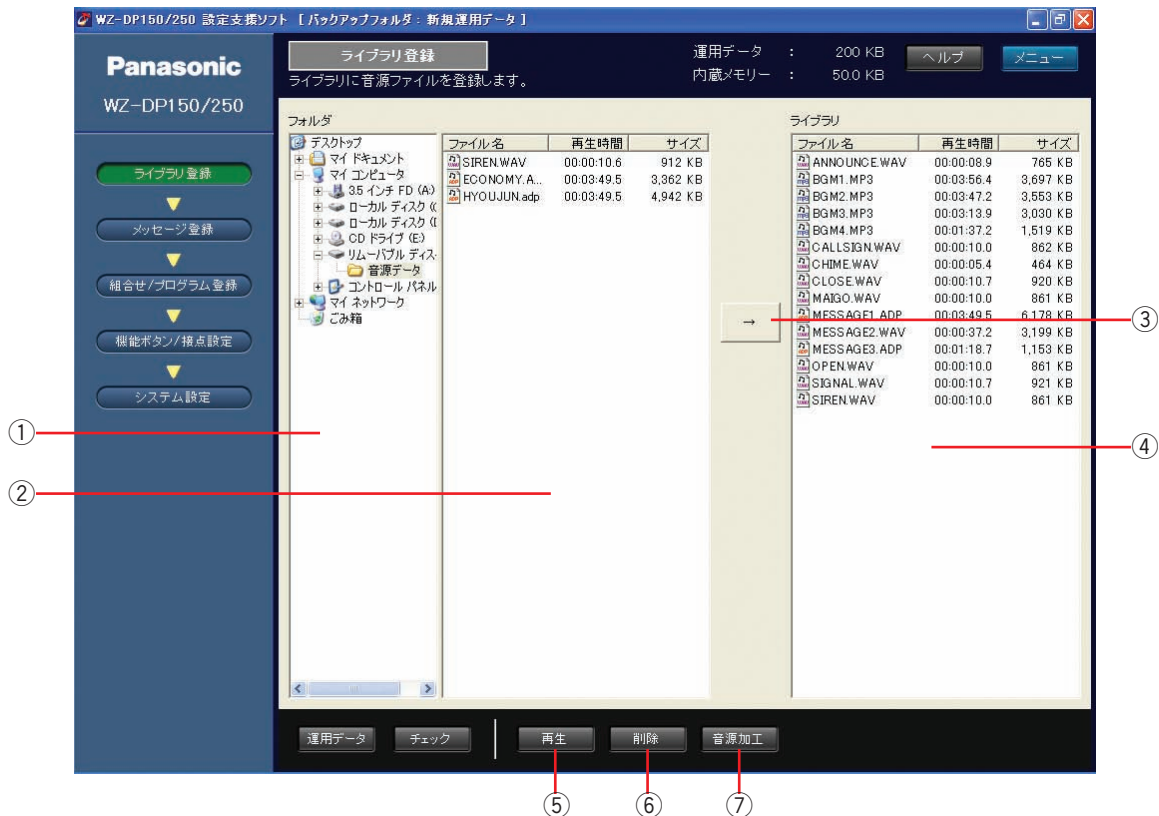 WZ-DP150/250 設定支援ソフト [ バックアップフォルダ : 新規運用データ ]
Panasonic
WZ-DP150/250
ライブラリ登録
ライブラリに音源ファイルを登録します。
運用データ : 200 KB
内蔵メモリー : 50.0 KB
ヘルプ
メニュー
ライブラリ登録
メッセージ登録
組合せ/プログラム登録
機能ボタン/接点設定
システム設定
フォルダ
デスクトップ
マイ ドキュメント
マイ コンピュータ
3.5 インチ FD (A:)
ローカル ディスク (
ローカル ディスク (
CD ドライブ (E:)
リムーバブル ディス
音源データ
コントロール パネル
マイ ネットワーク
ごみ箱
ファイル名 再生時間 サイズ
SIREN.WAV 00:00:10.6 912 KB
ECONOMY.A... 00:03:49.5 3,362 KB
HYOUJUN.adp 00:03:49.5 4,942 KB
→
ライブラリ
ファイル名 再生時間 サイズ
ANNOUNCE.WAV 00:00:08.9 765 KB
BGM1.MP3 00:03:56.4 3,697 KB
BGM2.MP3 00:03:47.2 3,553 KB
BGM3.MP3 00:03:13.9 3,030 KB
BGM4.MP3 00:01:37.2 1,519 KB
CALLSIGN.WAV 00:00:10.0 862 KB
CHIME.WAV 00:00:05.4 464 KB
CLOSE.WAV 00:00:10.7 920 KB
MAIGO.WAV 00:00:10.0 861 KB
MESSAGE1.ADP 00:03:49.5 6,178 KB
MESSAGE2.WAV 00:00:37.2 3,199 KB
MESSAGE3.ADP 00:01:18.7 1,153 KB
OPEN.WAV 00:00:10.0 861 KB
SIGNAL.WAV 00:00:10.7 921 KB
SIREN.WAV 00:00:10.0 861 KB
運用データ
チェック
再生
削除
音源加工
①
②
③
④
⑤
⑥
⑦